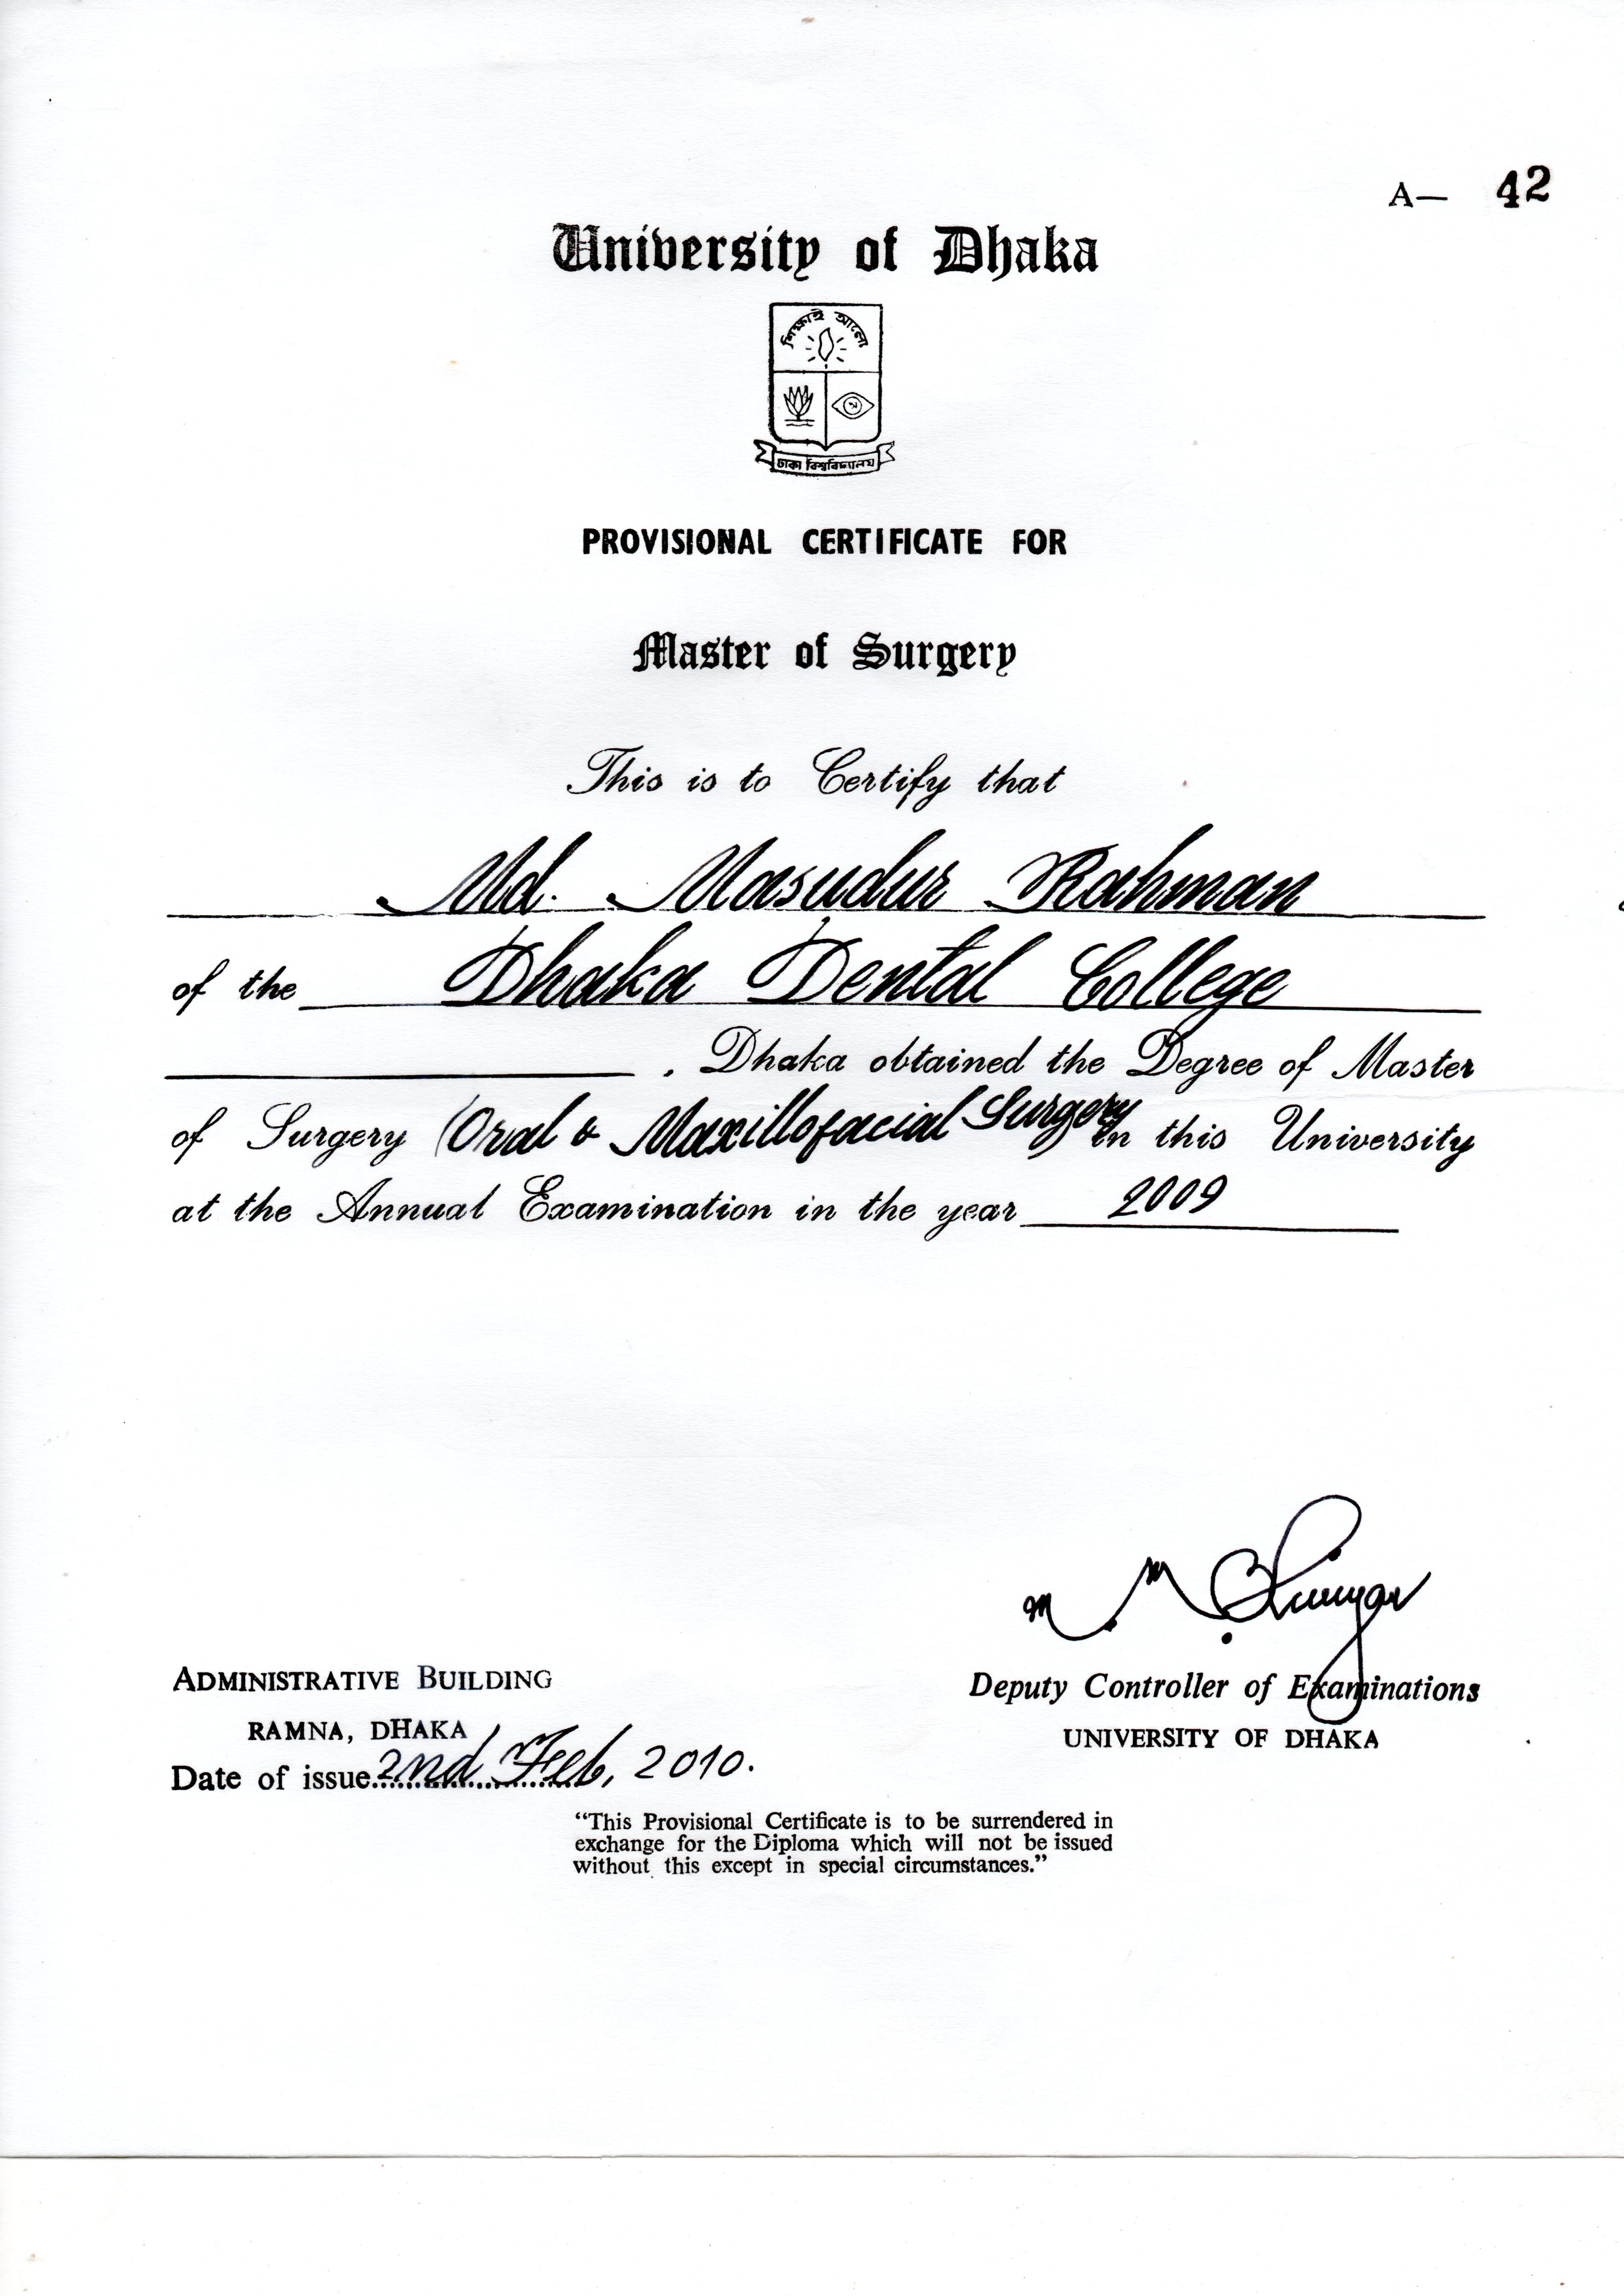 A— 42
University of Dhaka
শিক্ষাই আলো
ঢাকা বিশ্ববিদ্যালয়
PROVISIONAL CERTIFICATE FOR
Master of Surgery
This is to Certify that
Md. Masudur Rahman
of the Dhaka Dental College
. Dhaka obtained the Degree of Master
of Surgery (Oral & Maxillofacial Surgery) in this University
at the Annual Examination in the year 2009
ADMINISTRATIVE BUILDING
RAMNA, DHAKA
Date of issue 2nd Feb, 2010.
Deputy Controller of Examinations
UNIVERSITY OF DHAKA
“This Provisional Certificate is to be surrendered in
exchange for the Diploma which will not be issued
without this except in special circumstances.”